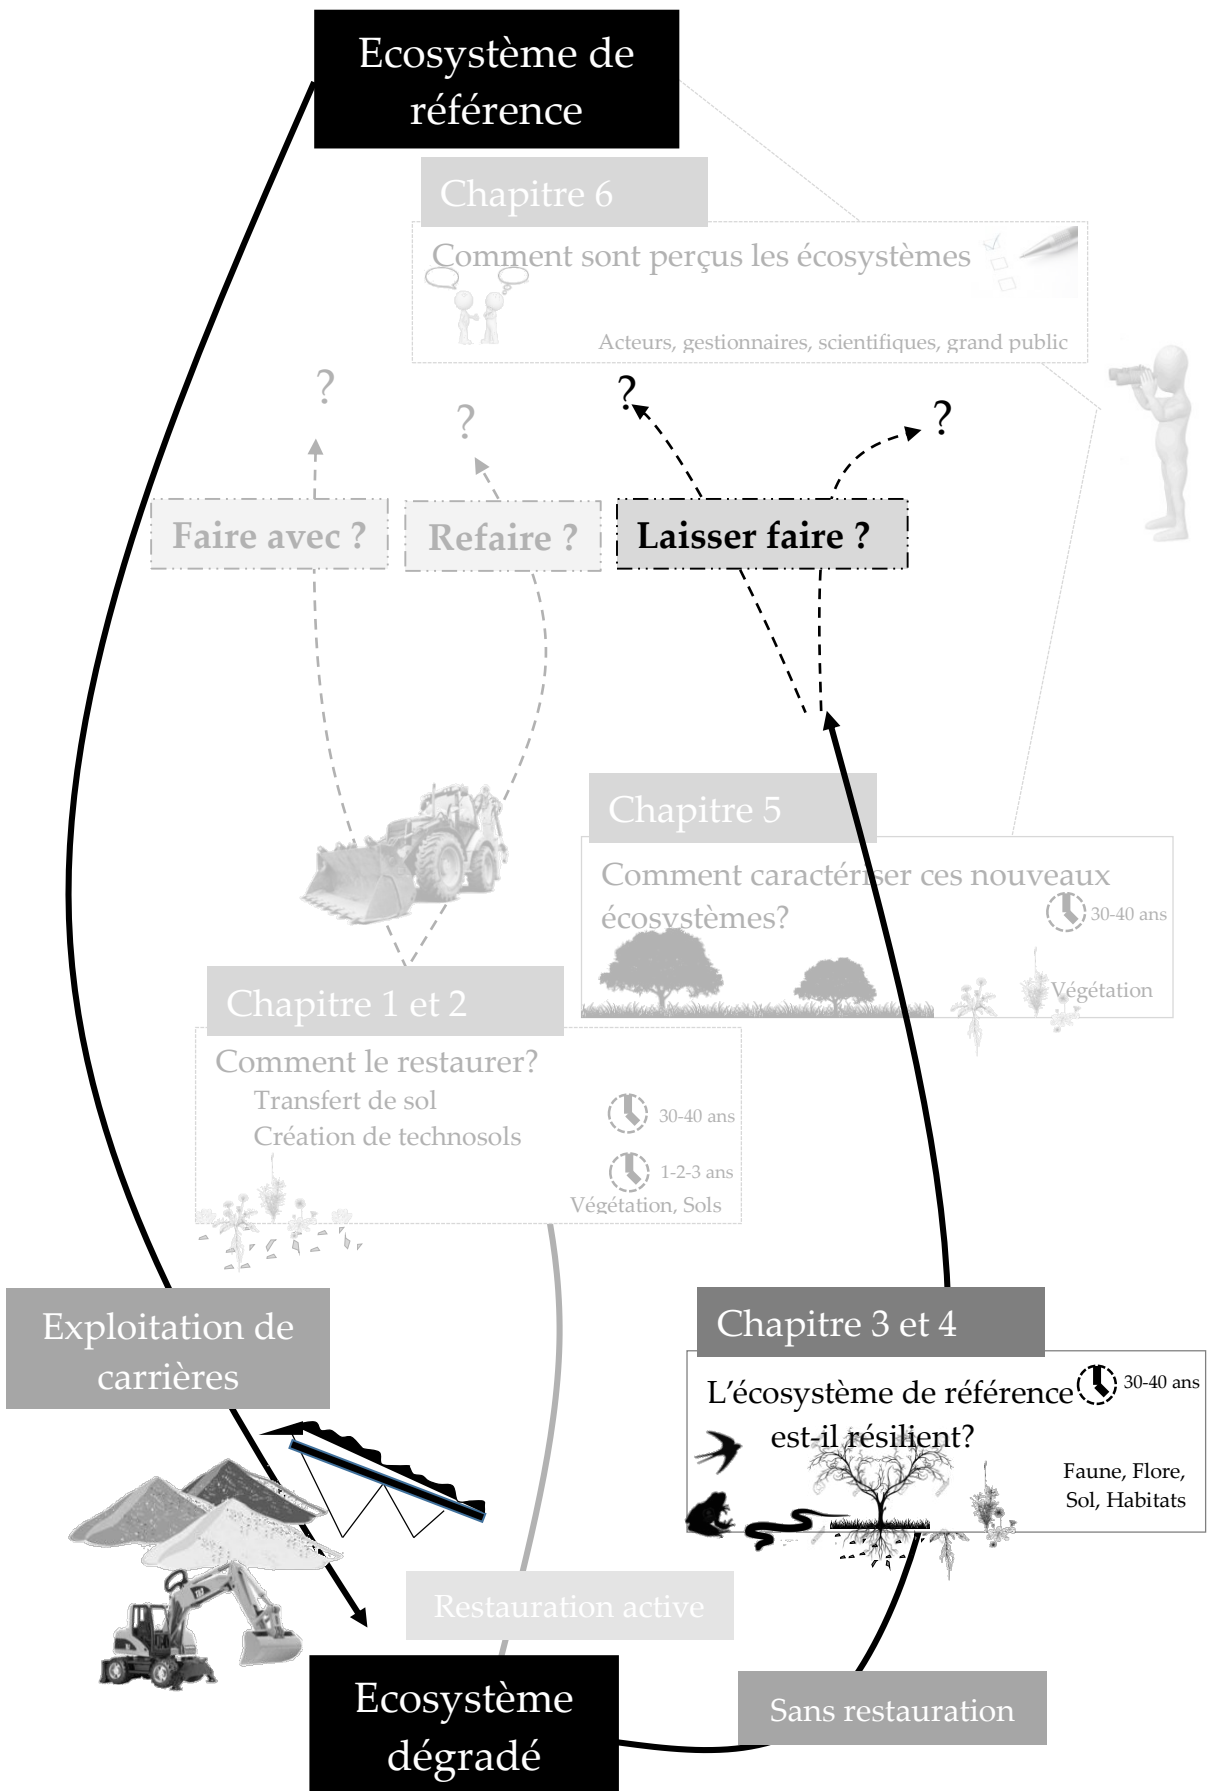 Ecosystème de
référence
Chapitre 6
Comment sont perçus les écosystèmes
Acteurs, gestionnaires, scientifiques, grand public
?
?
?
?
Faire avec ?
Refaire ?
Laisser faire ?
Chapitre 5
Comment caractériser ces nouveaux
écosystèmes?
30-40 ans
Végétation
Chapitre 1 et 2
Comment le restaurer?
Transfert de sol
30-40 ans
Création de technosols
1-2-3 ans
Végétation, Sols
Exploitation de
carrières
Chapitre 3 et 4
L’écosystème de référence
est-il résilient?
30-40 ans
Faune, Flore,
Sol, Habitats
Restauration active
Ecosystème
dégradé
Sans restauration